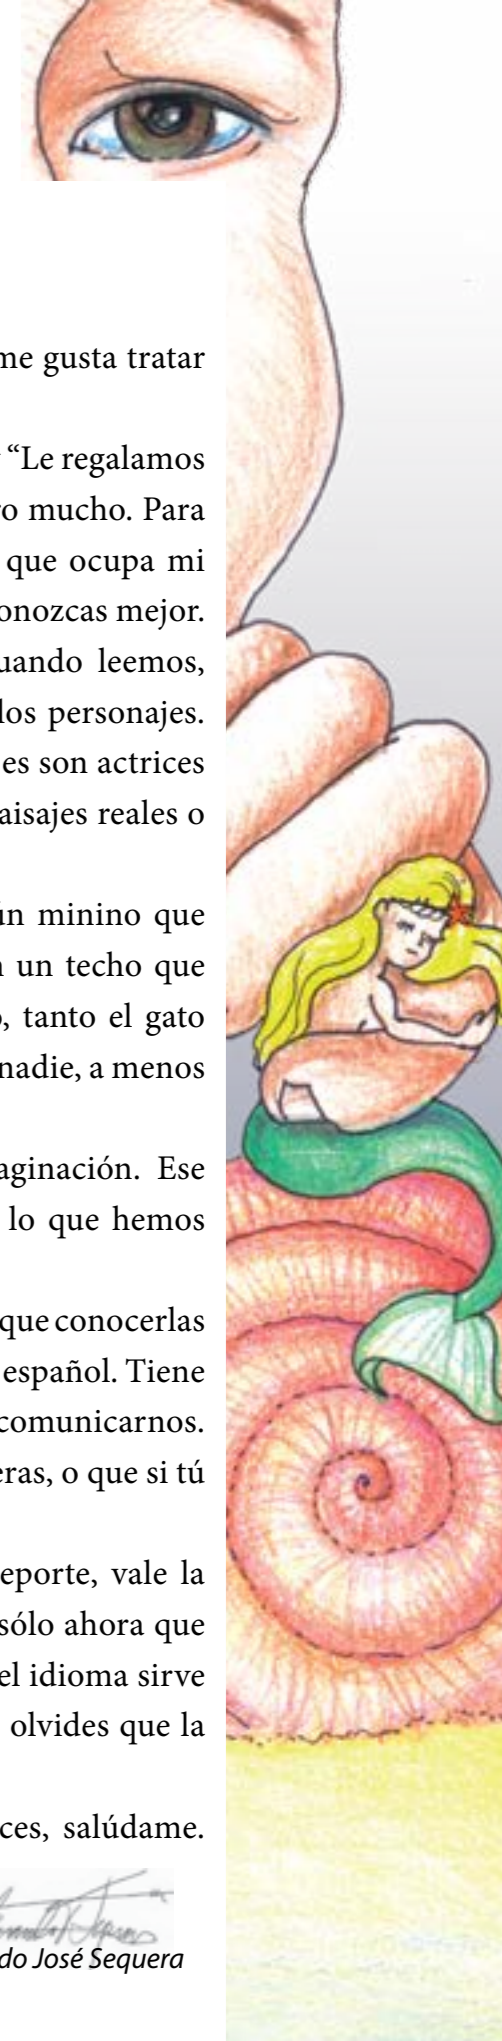 me gusta tratar
“Le regalamos
o mucho. Para
que ocupa mi
onozcas mejor.
uando leemos,
los personajes.
es son actrices
aisajes reales o
ún minino que
un techo que
, tanto el gato
nadie, a menos
aginación. Ese
lo que hemos
que conocerlas
español. Tiene
comunicarnos.
eras, o que si tú
eporte, vale la
sólo ahora que
el idioma sirve
olvides que la
ces, salúdame.
do José Sequera